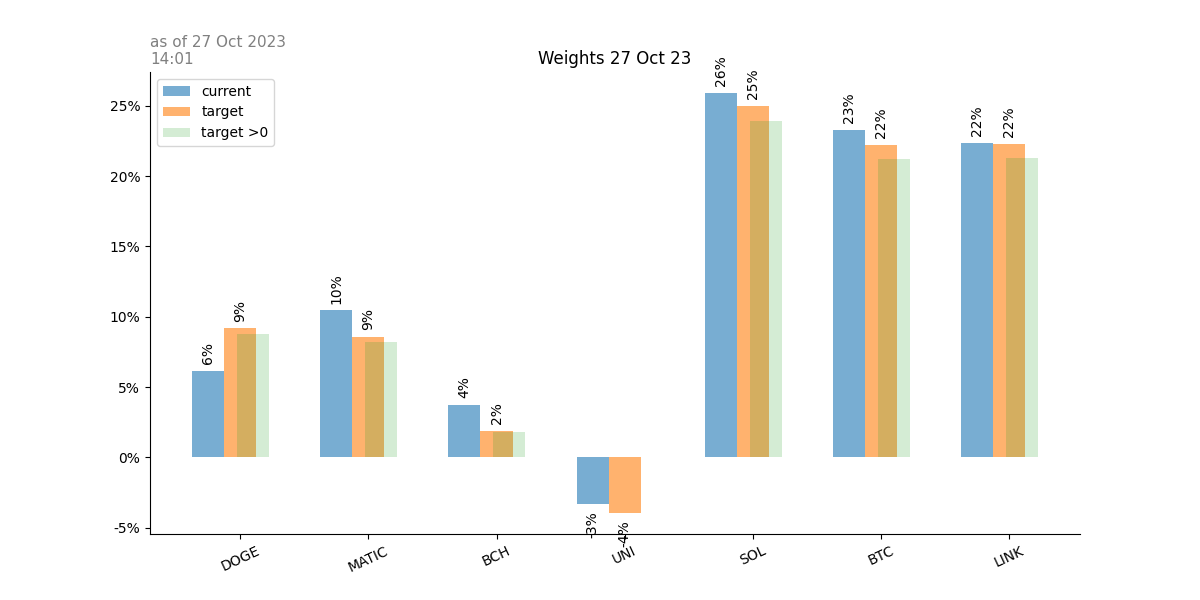 as of 27 Oct 2023
14:01
Weights 27 Oct 23
current
target
target >0
25%
20%
15%
10%
5%
0%
-5%
6%
9%
10%
9%
4%
2%
-3%
-4%
26%
25%
23%
22%
22%
22%
DOGE
MATIC
BCH
UNI
SOL
BTC
LINK